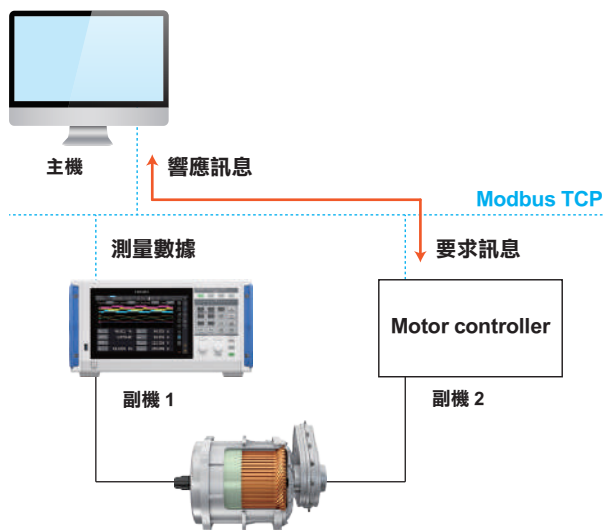 主機
響應訊息
Modbus TCP
測量數據
要求訊息
Motor controller
副機 1
副機 2